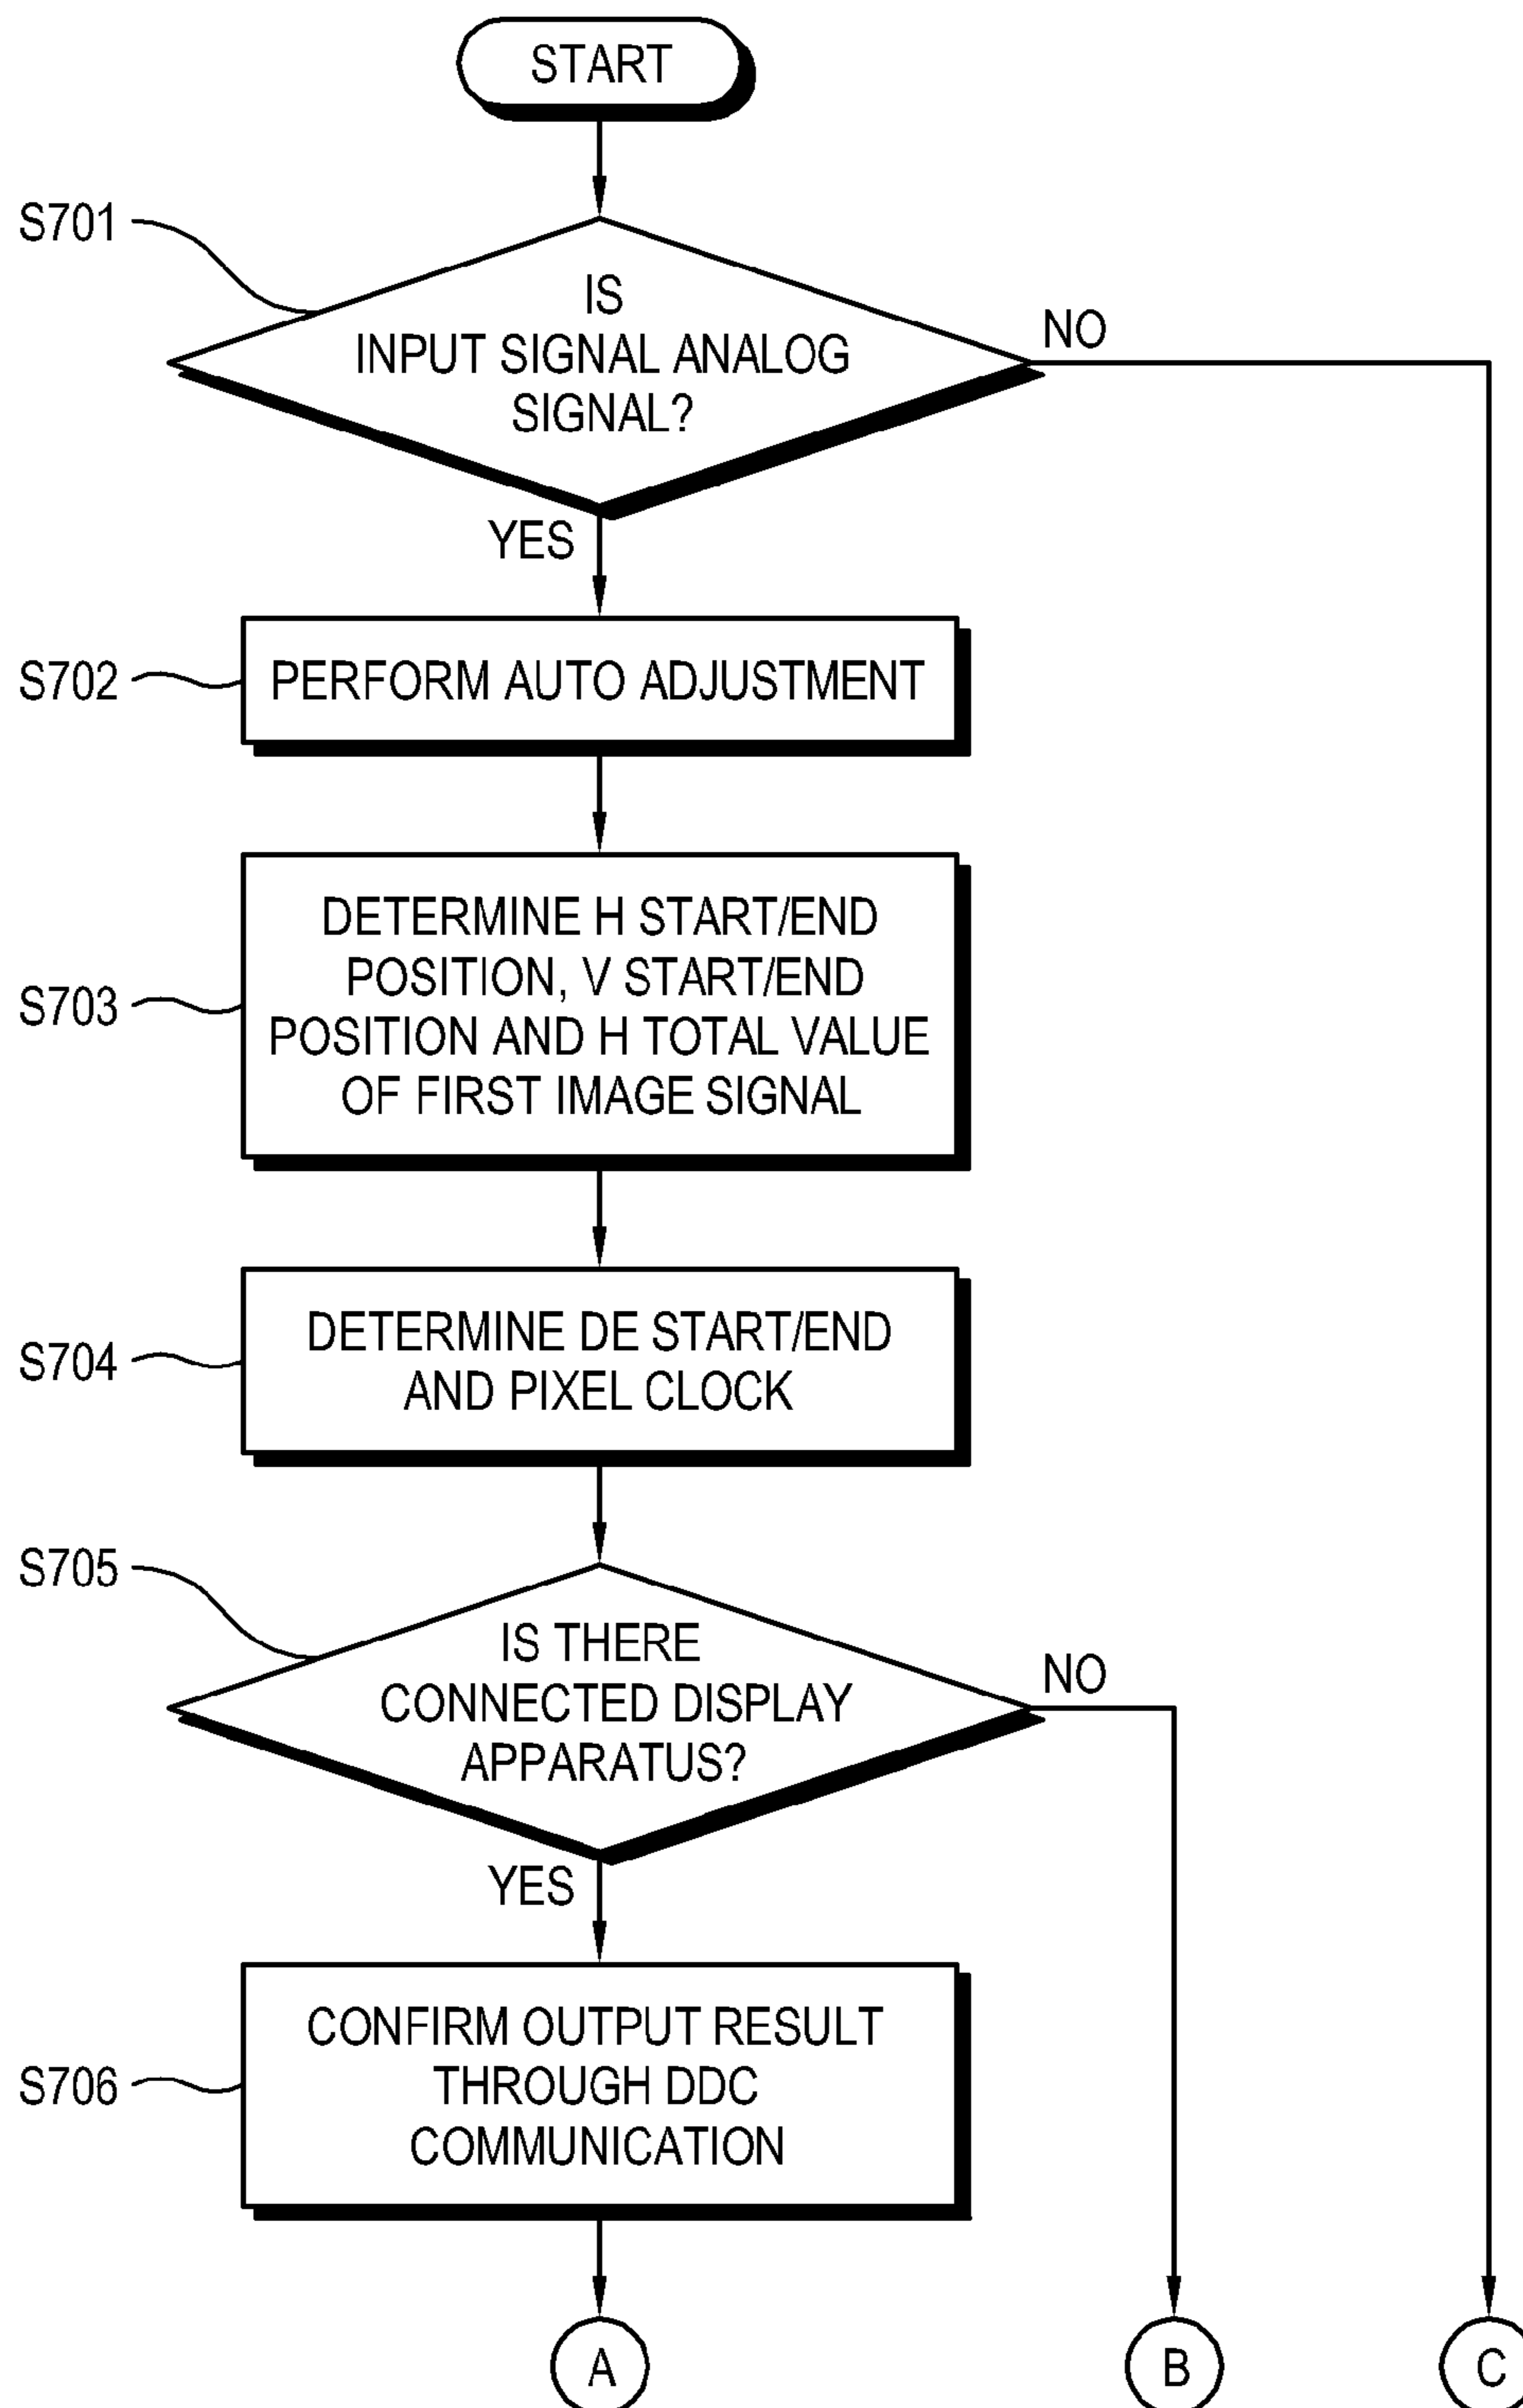 START
S701
IS
INPUT SIGNAL ANALOG
SIGNAL?
NO
YES
S702
PERFORM AUTO ADJUSTMENT
S703
DETERMINE H START/END
POSITION, V START/END
POSITION AND H TOTAL VALUE
OF FIRST IMAGE SIGNAL
S704
DETERMINE DE START/END
AND PIXEL CLOCK
S705
IS THERE
CONNECTED DISPLAY
APPARATUS?
NO
YES
S706
CONFIRM OUTPUT RESULT
THROUGH DDC
COMMUNICATION
A
B
C